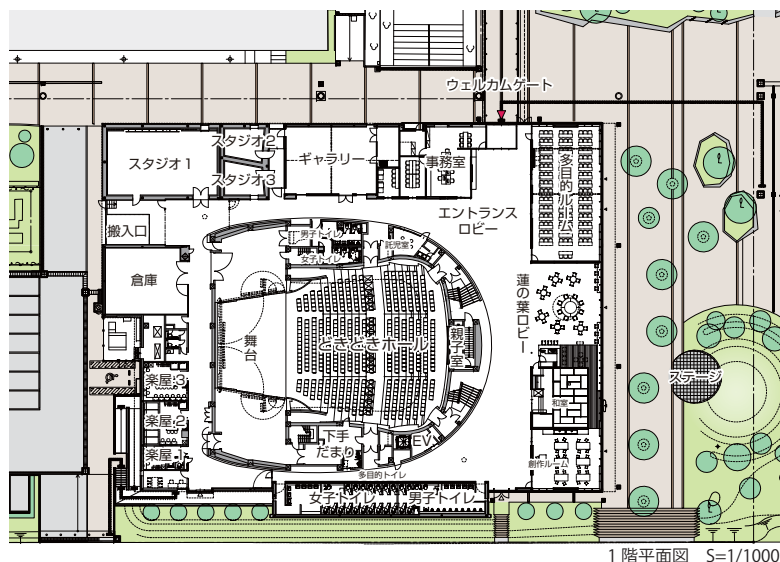 ウェルカムゲート
スタジオ1
スタジオ2
スタジオ3
ギャラリー
事務室
多目的ルーム
エントランス
ロビー
搬入口
男子トイレ
女子トイレ
託児室
倉庫
蓮の葉ロビー
舞台
どきどきホール
親子室
ステージ
楽屋3
楽屋2
楽屋1
和室
下手
だまり
EV
創作ルーム
多目的トイレ
女子トイレ
男子トイレ
1階平面図 S=1/1000